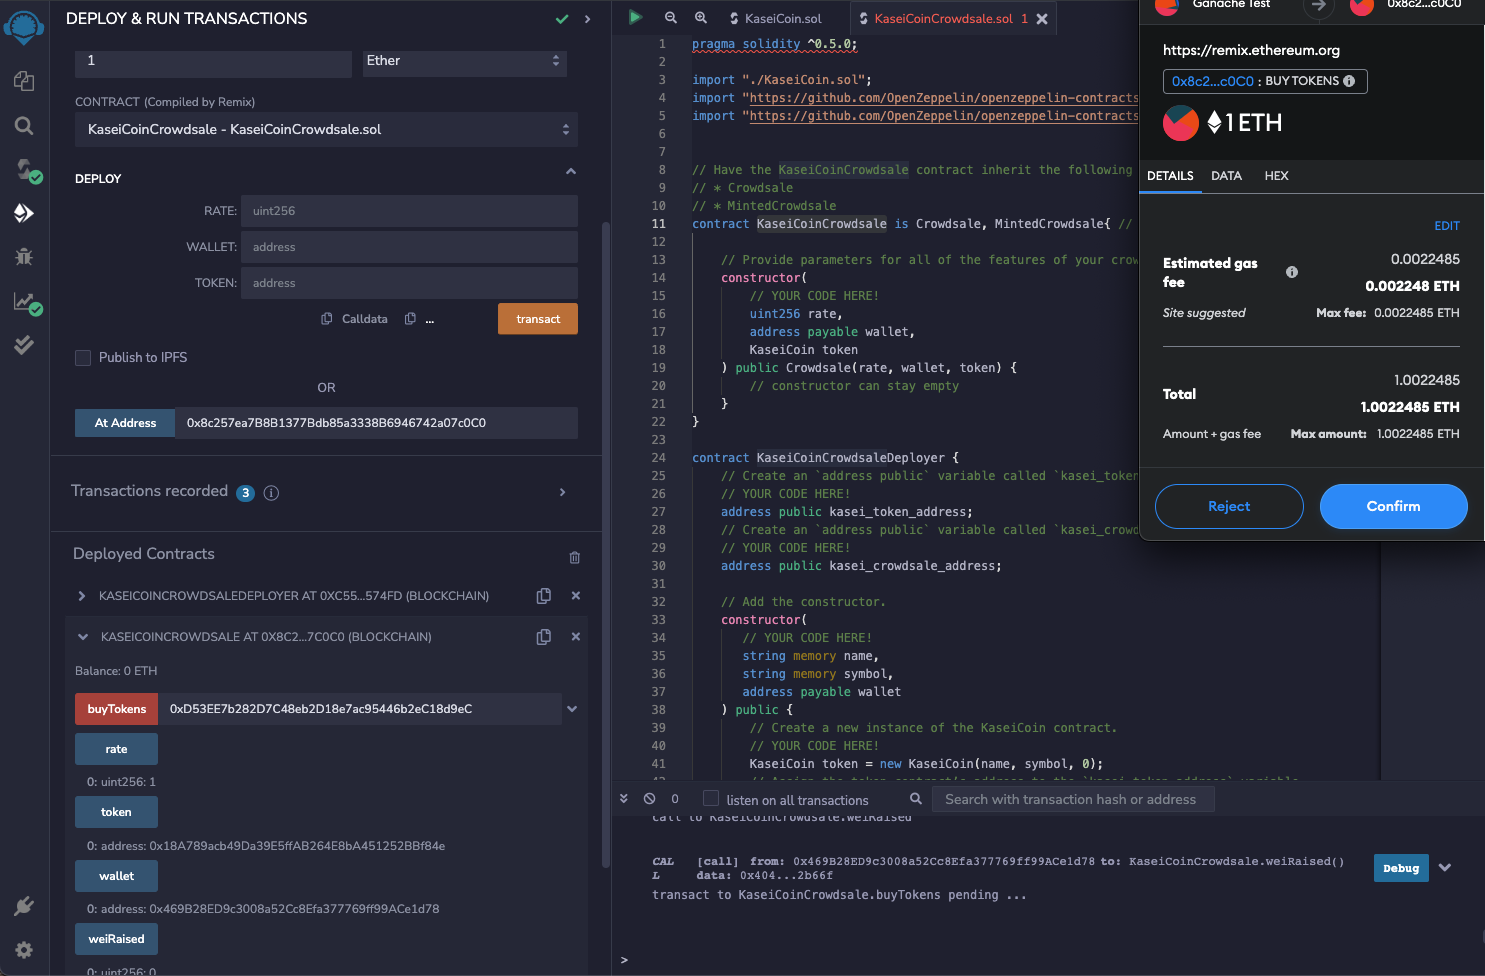 DEPLOY & RUN TRANSACTIONS
1
Ether
CONTRACT (Compiled by Remix)
KaseiCoinCrowdsale - KaseiCoinCrowdsale.sol
DEPLOY
RATE: uint256
WALLET: address
TOKEN: address
Calldata
...
transact
Publish to IPFS
OR
At Address 0x8c257ea7B8B1377Bdb85a3338B6946742a07c0C0
Transactions recorded 3 i
Deployed Contracts
KASEICOINCROWDSALEDEPLOYER AT 0XC55...574FD (BLOCKCHAIN)
KASEICOINCROWDSALE AT 0X8C2...7C0C0 (BLOCKCHAIN)
Balance: 0 ETH
buyTokens 0xD53EE7b282D7C48eb2D18e7ac95446b2eC18d9eC
rate
0: uint256: 1
token
0: address: 0x18A789acb49Da39E5ffAB264E8bA451252BBf84e
wallet
0: address: 0x469B28ED9c3008a52Cc8Efa377769ff99ACe1d78
weiRaised
0: uint256: 0
KaseiCoin.sol
KaseiCoinCrowdsale.sol 1
1 pragma solidity ^0.5.0;
2
3 import "./KaseiCoin.sol";
4 import "https://github.com/OpenZeppelin/openzeppelin-contracts
5 import "https://github.com/OpenZeppelin/openzeppelin-contracts
6
7
8 // Have the KaseiCoinCrowdsale contract inherit the following
9 // * Crowdsale
10 // * MintedCrowdsale
11 contract KaseiCoinCrowdsale is Crowdsale, MintedCrowdsale{ //
12
13 // Provide parameters for all of the features of your crow
14 constructor(
15 // YOUR CODE HERE!
16 uint256 rate,
17 address payable wallet,
18 KaseiCoin token
19 ) public Crowdsale(rate, wallet, token) {
20 // constructor can stay empty
21 }
22 }
23
24 contract KaseiCoinCrowdsaleDeployer {
25 // Create an `address public` variable called `kasei_token
26 // YOUR CODE HERE!
27 address public kasei_token_address;
28 // Create an `address public` variable called `kasei_crowd
29 // YOUR CODE HERE!
30 address public kasei_crowdsale_address;
31
32 // Add the constructor.
33 constructor(
34 // YOUR CODE HERE!
35 string memory name,
36 string memory symbol,
37 address payable wallet
38 ) public {
39 // Create a new instance of the KaseiCoin contract.
40 // YOUR CODE HERE!
41 KaseiCoin token = new KaseiCoin(name, symbol, 0);
42 // Assign the token contract's address to the `kasei_token_address` variable.
0
listen on all transactions
Search with transaction hash or address
call to KaseiCoinCrowdsale.weiRaised
CALL [call] from: 0x469B28ED9c3008a52Cc8Efa377769ff99ACe1d78 to: KaseiCoinCrowdsale.weiRaised()
data: 0x404...2b66f
Debug
transact to KaseiCoinCrowdsale.buyTokens pending ...
>
Ganache Test
0x8c2...c0C0
https://remix.ethereum.org
0x8c2...c0C0 : BUY TOKENS
1 ETH
DETAILS
DATA
HEX
EDIT
Estimated gas fee
0.0022485
0.002248 ETH
Site suggested
Max fee: 0.0022485 ETH
Total
1.0022485
1.0022485 ETH
Amount + gas fee
Max amount: 1.0022485 ETH
Reject
Confirm